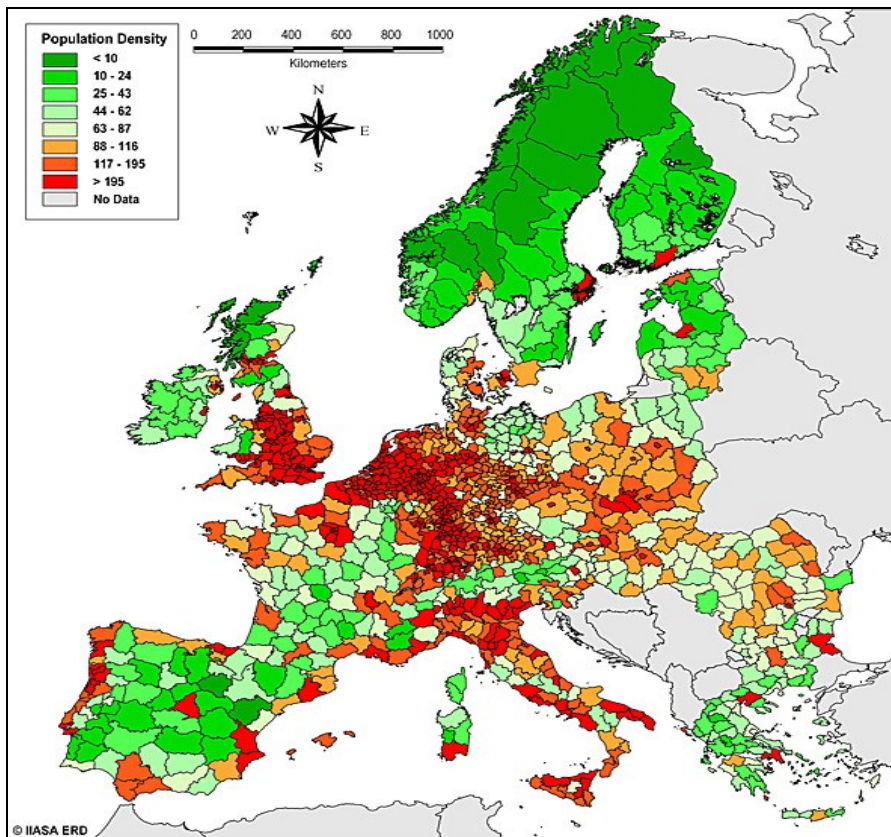 Population Density
< 10
10 - 24
25 - 43
44 - 62
63 - 87
88 - 116
117 - 195
> 195
No Data
0 200 400 600 800 1000
Kilometers
N
W E
S
© IIASA ERD